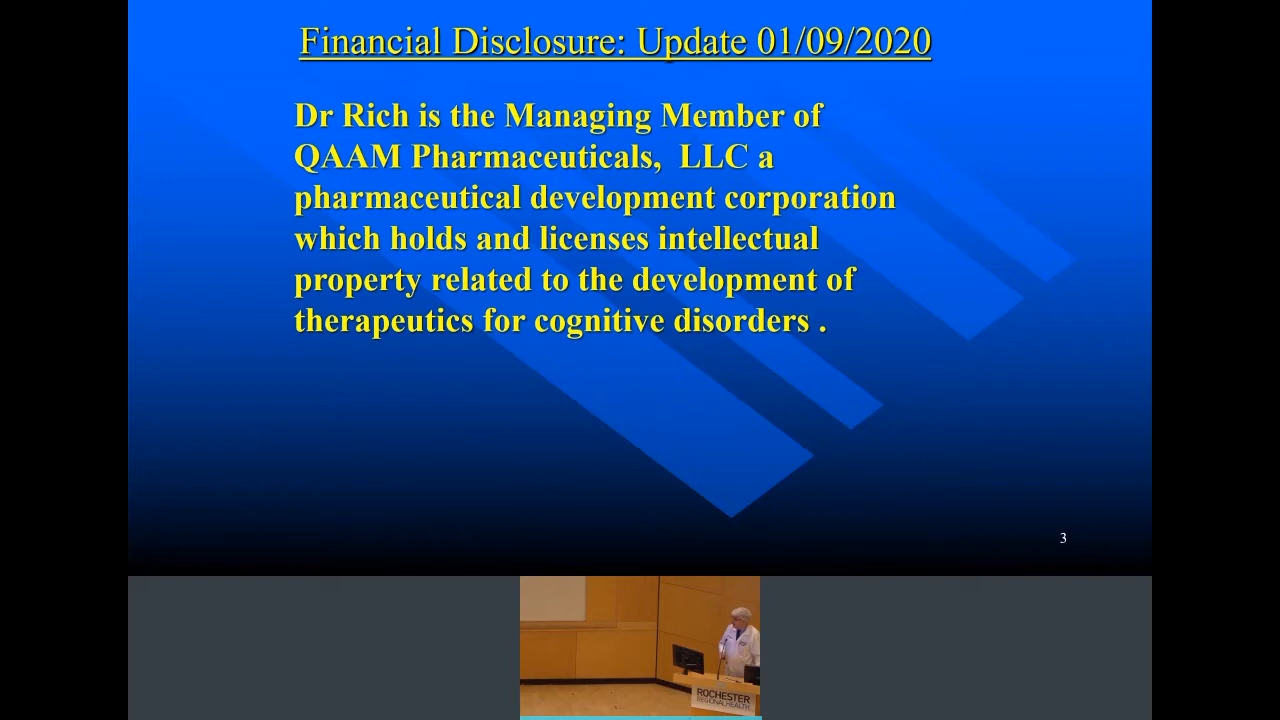 Financial Disclosure: Update 01/09/2020
Dr Rich is the Managing Member of
QAAM Pharmaceuticals,  LLC a
pharmaceutical development corporation
which holds and licenses intellectual
property related to the development of
therapeutics for cognitive disorders .
3
ROCHESTER
REGIONALHEALTH